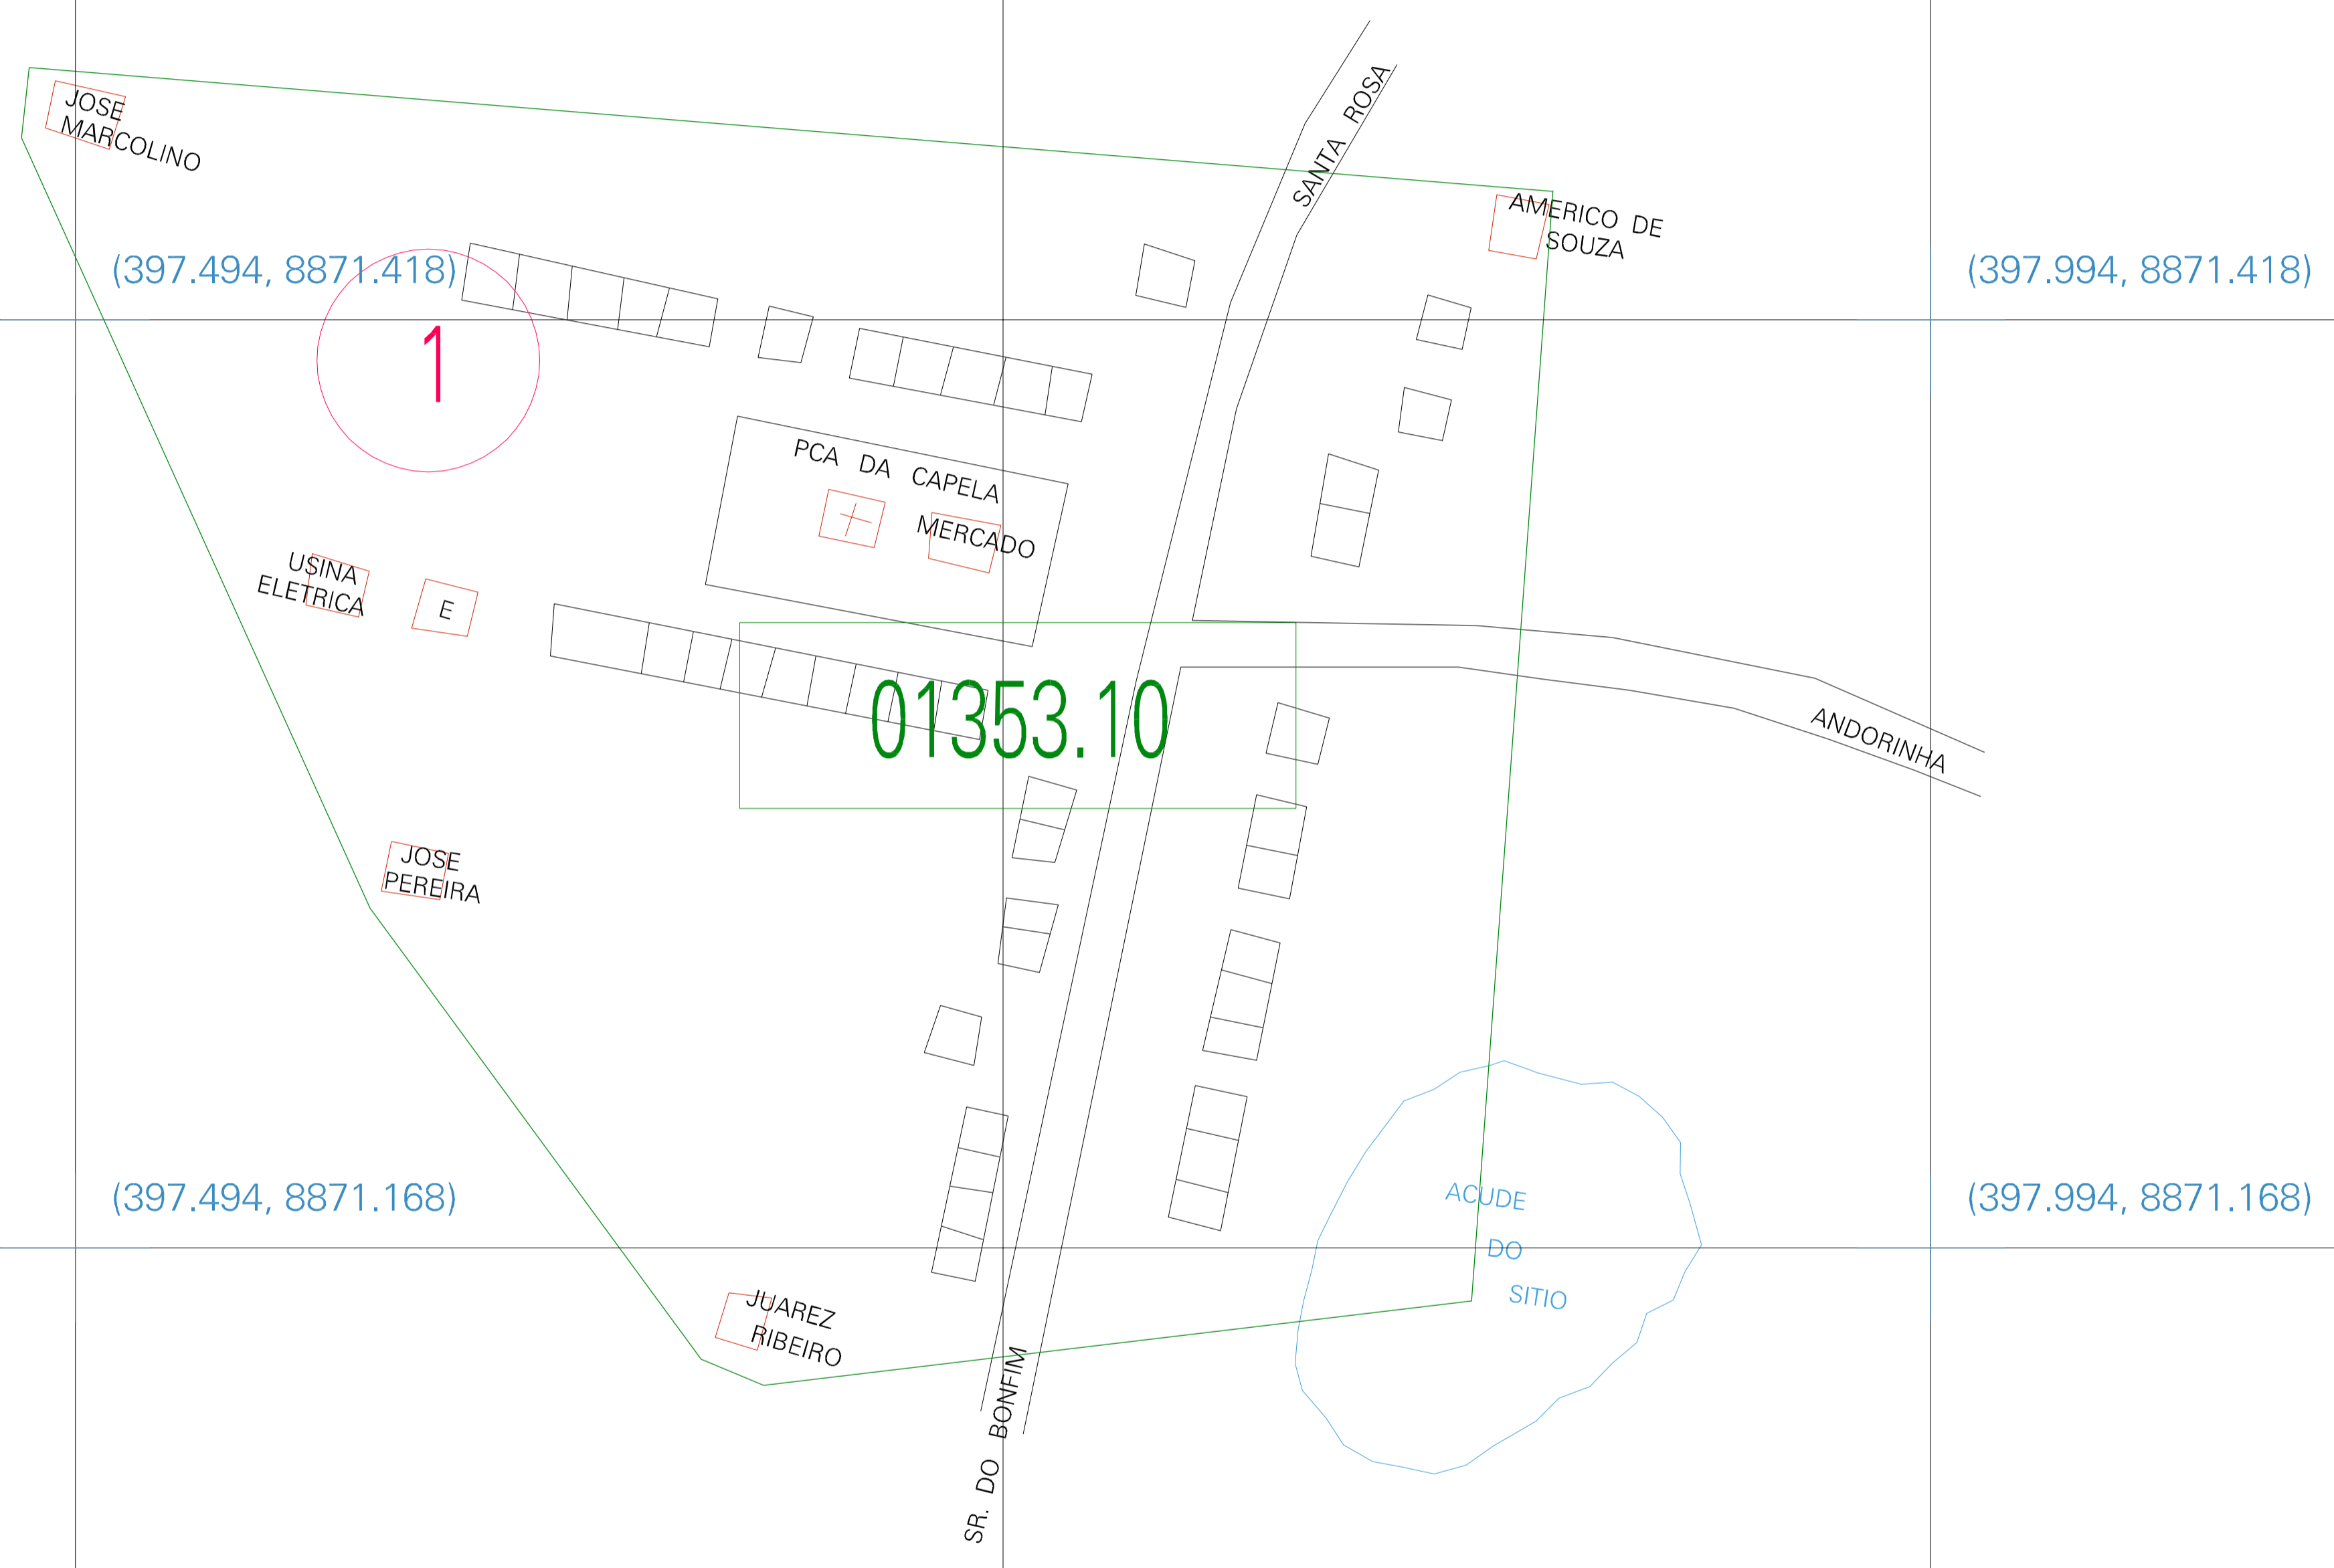 SANTA ROSA
JOSE
MARCOLINO
AMERICO DE
SOUZA
(397.494, 8871.418)
(397.994, 8871.418)
1
PCA DA CAPELA
MERCADO
USINA
ELETRICA
E
01353.10
ANDORINHA
JOSE
PEREIRA
(397.494, 8871.168)
(397.994, 8871.168)
ACUDE
DO
SITIO
JUAREZ
RIBEIRO
SR. DO BONFIM